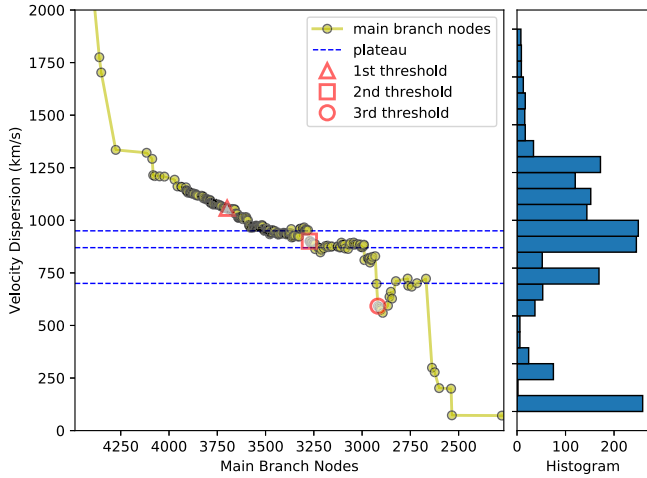 2000
1750
1500
1250
1000
750
500
250
0
Velocity Dispersion (km/s)
main branch nodes
plateau
1st threshold
2nd threshold
3rd threshold
4250 4000 3750 3500 3250 3000 2750 2500
Main Branch Nodes
0 100 200
Histogram